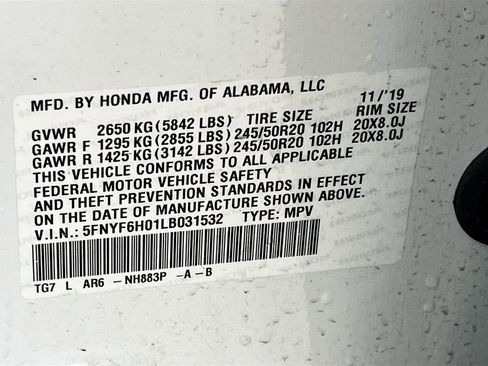 MFD. BY HONDA MFG. OF ALABAMA, LLC 11/'19
GVWR 2650 KG (5842 LBS) TIRE SIZE RIM SIZE
GAWR F 1295 KG (2855 LBS) 245/50R20 102H 20X8.0J
GAWR R 1425 KG (3142 LBS) 245/50R20 102H 20X8.0J
THIS VEHICLE CONFORMS TO ALL APPLICABLE
FEDERAL MOTOR VEHICLE SAFETY
AND THEFT PREVENTION STANDARDS IN EFFECT
ON THE DATE OF MANUFACTURE SHOWN ABOVE.
V.I.N.: 5FNYF6H01LB031532 TYPE: MPV
TG7 L AR6 -NH883P -A -B